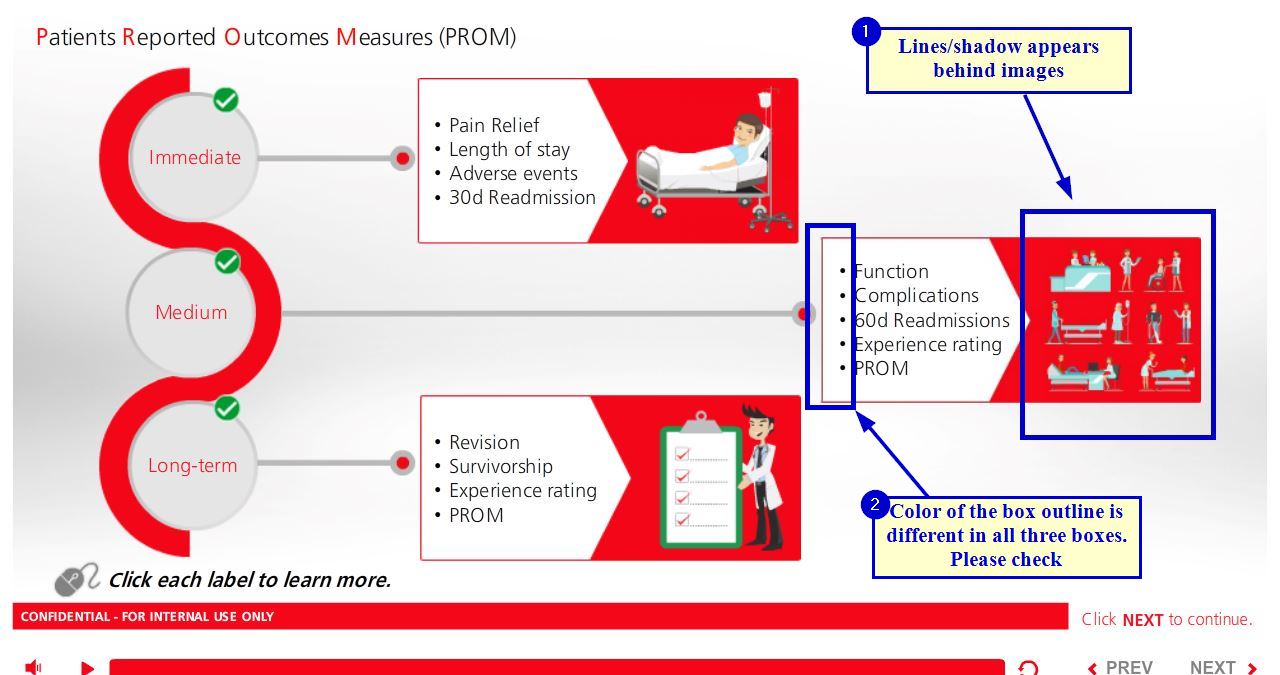 Patients Reported Outcomes Measures (PROM)
1
Lines/shadow appears
behind images
Immediate
• Pain Relief
• Length of stay
• Adverse events
• 30d Readmission
Medium
• Function
• Complications
• 60d Readmissions
• Experience rating
• PROM
Long-term
• Revision
• Survivorship
• Experience rating
• PROM
2
Color of the box outline is
different in all three boxes.
Please check
Click each label to learn more.
CONFIDENTIAL - FOR INTERNAL USE ONLY
Click NEXT to continue.
PREV
NEXT